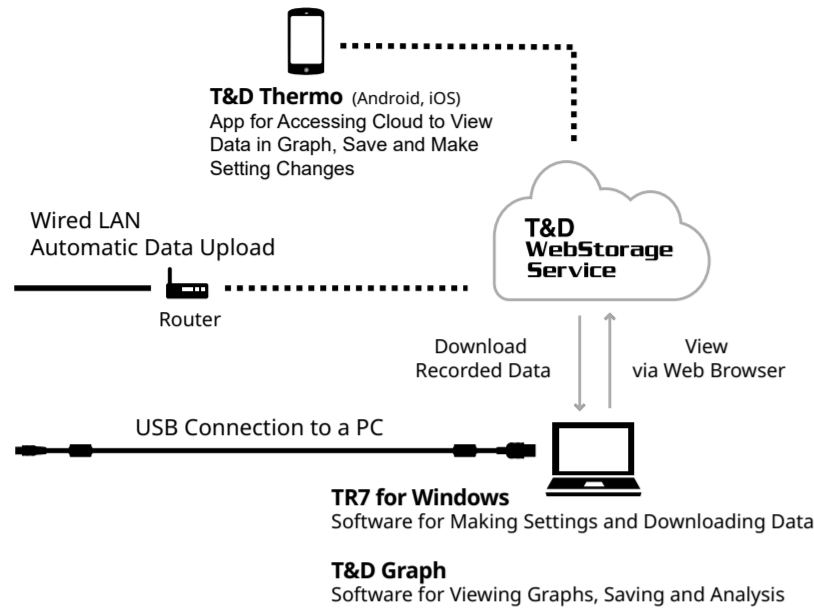 T&D Thermo (Android, iOS)
App for Accessing Cloud to View
Data in Graph, Save and Make
Setting Changes
Wired LAN
Automatic Data Upload
Router
T&D
WebStorage
Service
Download
Recorded Data
View
via Web Browser
USB Connection to a PC
TR7 for Windows
Software for Making Settings and Downloading Data
T&D Graph
Software for Viewing Graphs, Saving and Analysis